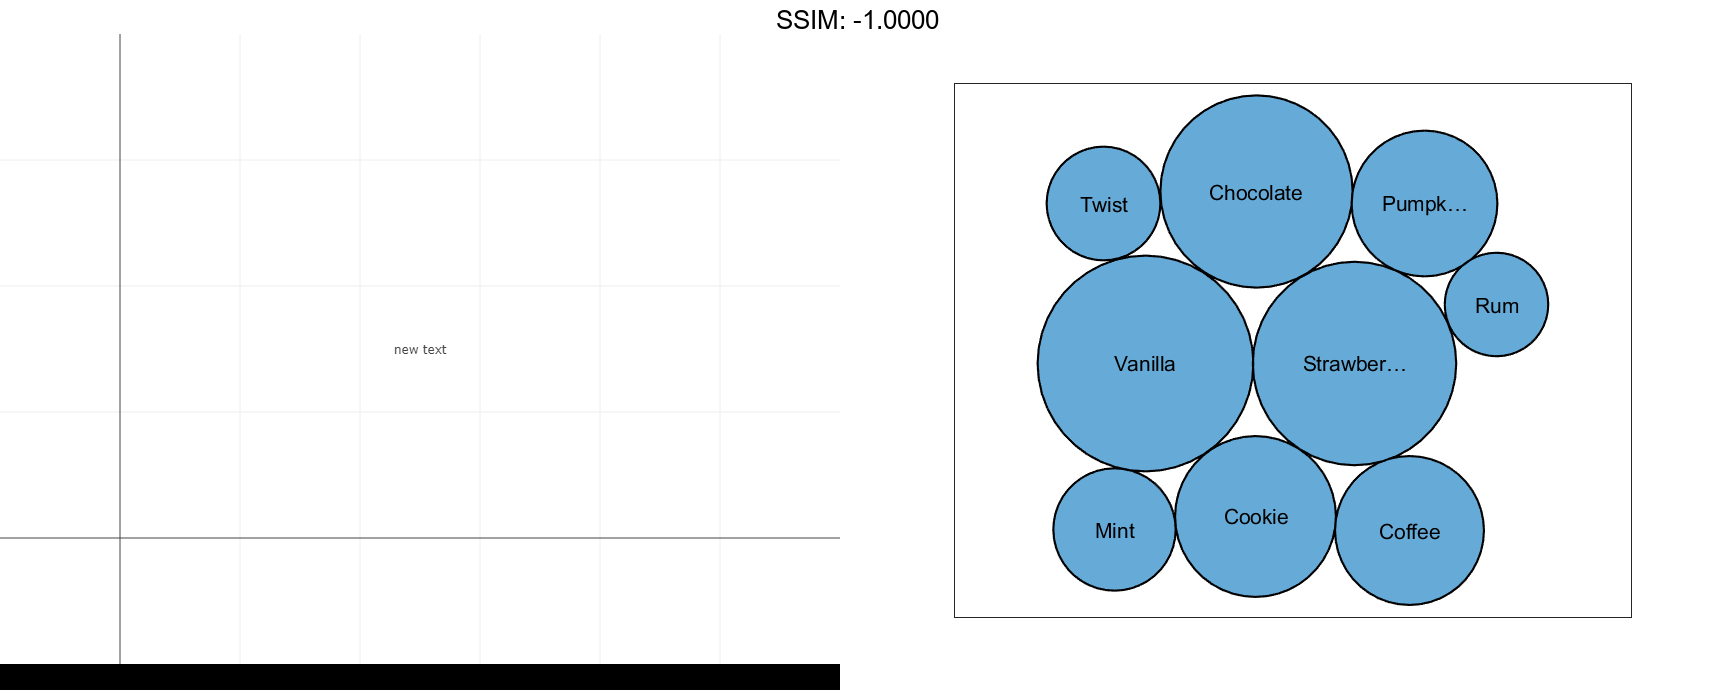 SSIM: -1.0000
new text
Chocolate
Twist
Pumpk…
Rum
Vanilla
Strawber…
Mint
Cookie
Coffee